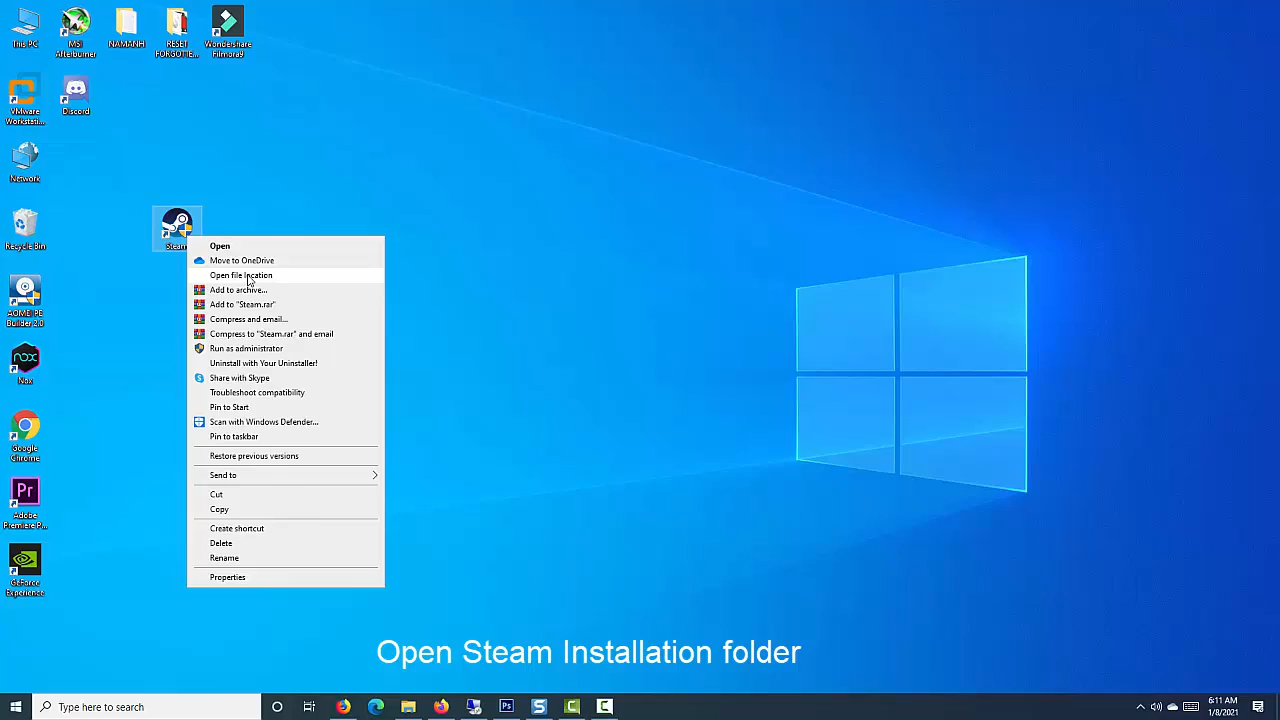 This PC
MSI
Afterburner
NAMANH
RESET
FORGOTTE...
Wondershare
Filmora9
VMware
Workstati...
Discord
Network
Recycle Bin
Steam
AOMEI PE
Builder 2.0
Nox
Google
Chrome
Pr
Adobe
Premiere P...
GeForce
Experience
Open
Move to OneDrive
Open file location
Add to archive...
Add to "Steam.rar"
Compress and email...
Compress to "Steam.rar" and email
Run as administrator
Uninstall with Your Uninstaller!
Share with Skype
Troubleshoot compatibility
Pin to Start
Scan with Windows Defender...
Pin to taskbar
Restore previous versions
Send to
Cut
Copy
Create shortcut
Delete
Rename
Properties
Open Steam Installation folder
Type here to search
Ps
6:11 AM
1/8/2021